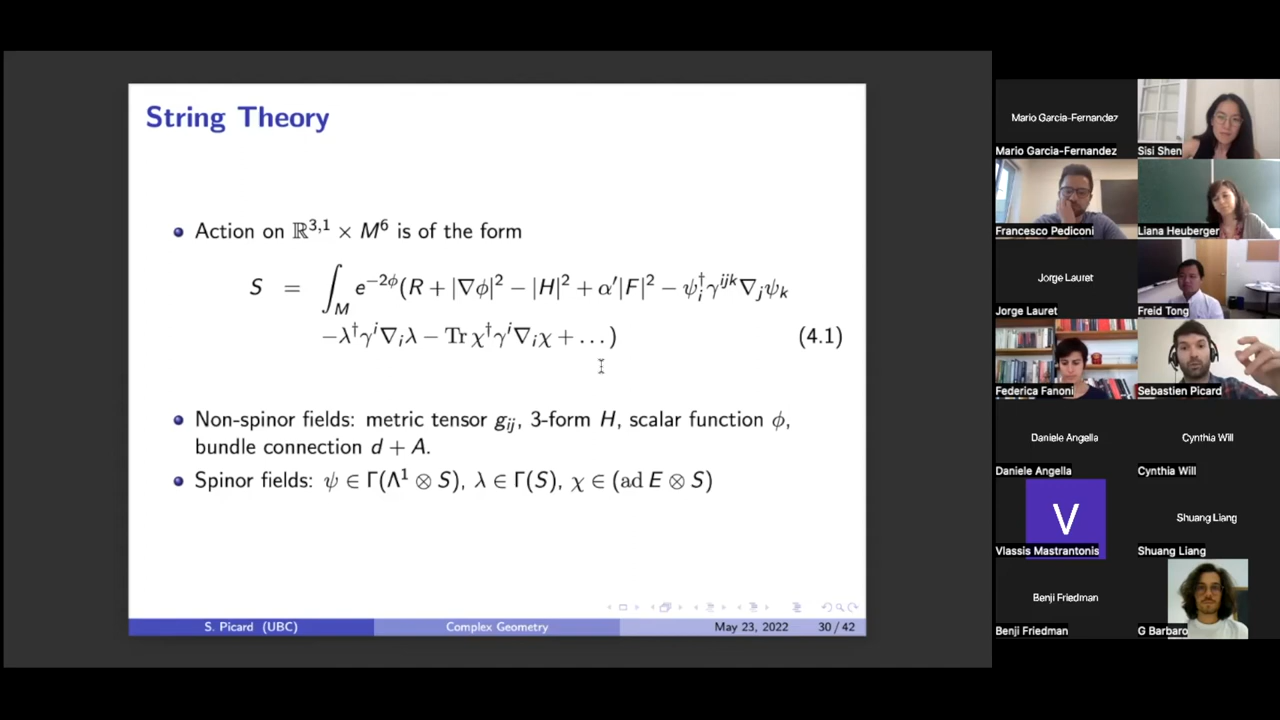 String Theory
• Action on ℝ^{3,1} × M^6 is of the form
S = ∫_M e^{-2ϕ}(R + |∇ϕ|^2 − |H|^2 + α′|F|^2 − ψ_i^†γ^{ijk}∇_jψ_k
−λ^†γ^i∇_iλ − Tr χ^†γ^i∇_iχ + …) (4.1)
• Non-spinor fields: metric tensor g_{ij}, 3-form H, scalar function ϕ,
bundle connection d + A.
• Spinor fields: ψ ∈ Γ(Λ^1 ⊗ S), λ ∈ Γ(S), χ ∈ (ad E ⊗ S)
S. Picard (UBC) Complex Geometry May 23, 2022 30 / 42
Mario Garcia-Fernandez
Mario Garcia-Fernandez Sisi Shen
Francesco Pediconi Liana Heuberger
Jorge Lauret
Jorge Lauret Freid Tong
Federica Fanoni Sebastien Picard
Daniele Angella Cynthia Will
Daniele Angella Cynthia Will
V Shuang Liang
Vlassis Mastrantonis Shuang Liang
Benji Friedman
Benji Friedman G Barbaro